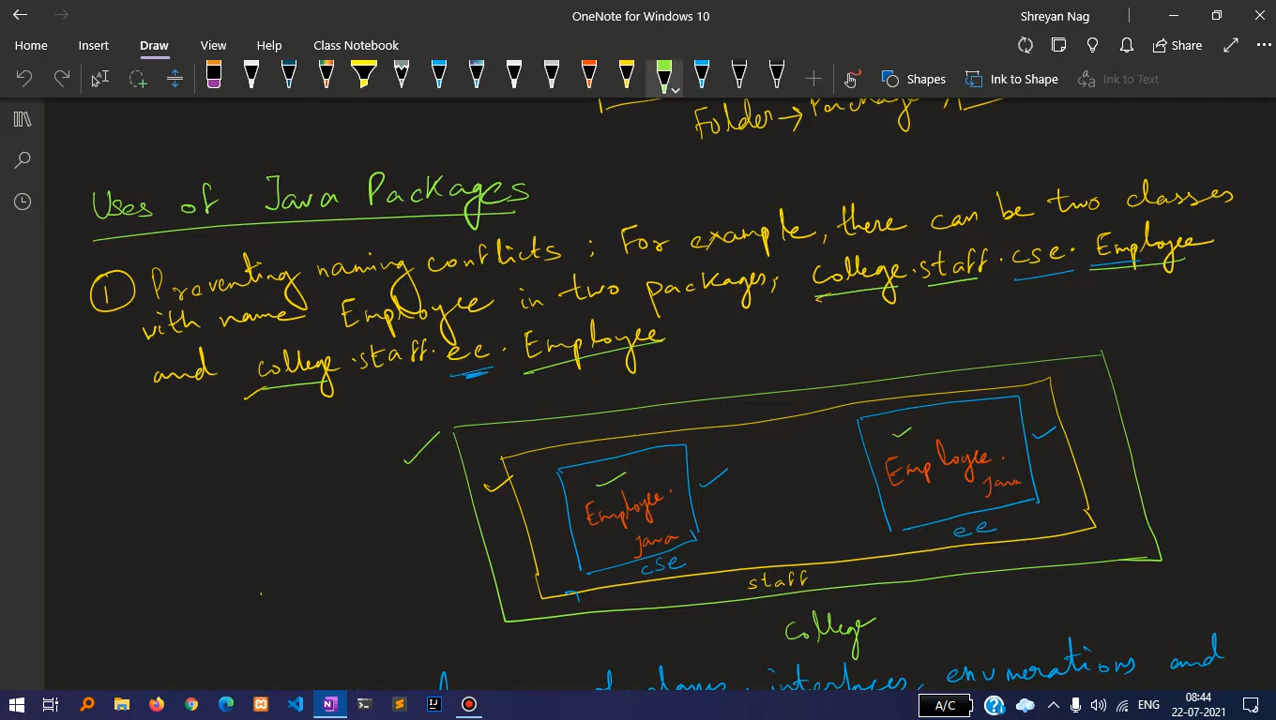 OneNote for Windows 10
Shreyan Nag
Home Insert Draw View Help Class Notebook
Share
Shapes Ink to Shape Ink to Text
Folder → Package
Uses of Java Packages
① Preventing naming conflicts ; For example, there can be two classes
with name Employee in two packages, college.staff.cse.Employee
and college.staff.ee.Employee
Employee.
java
cse
Employee.
java
ee
staff
College
interfaces, enumerations and
A/C
08:44
22-07-2021